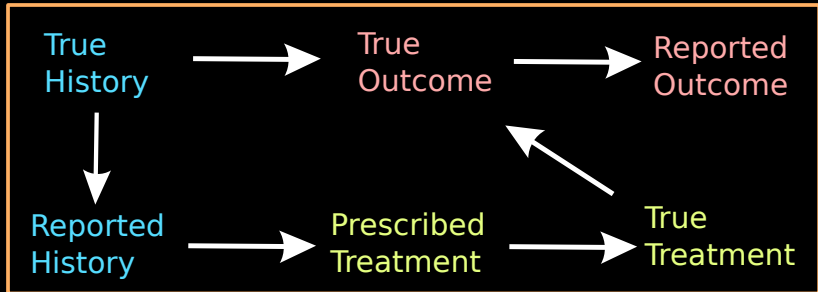 True
History
True
Outcome
Reported
Outcome
Reported
History
Prescribed
Treatment
True
Treatment